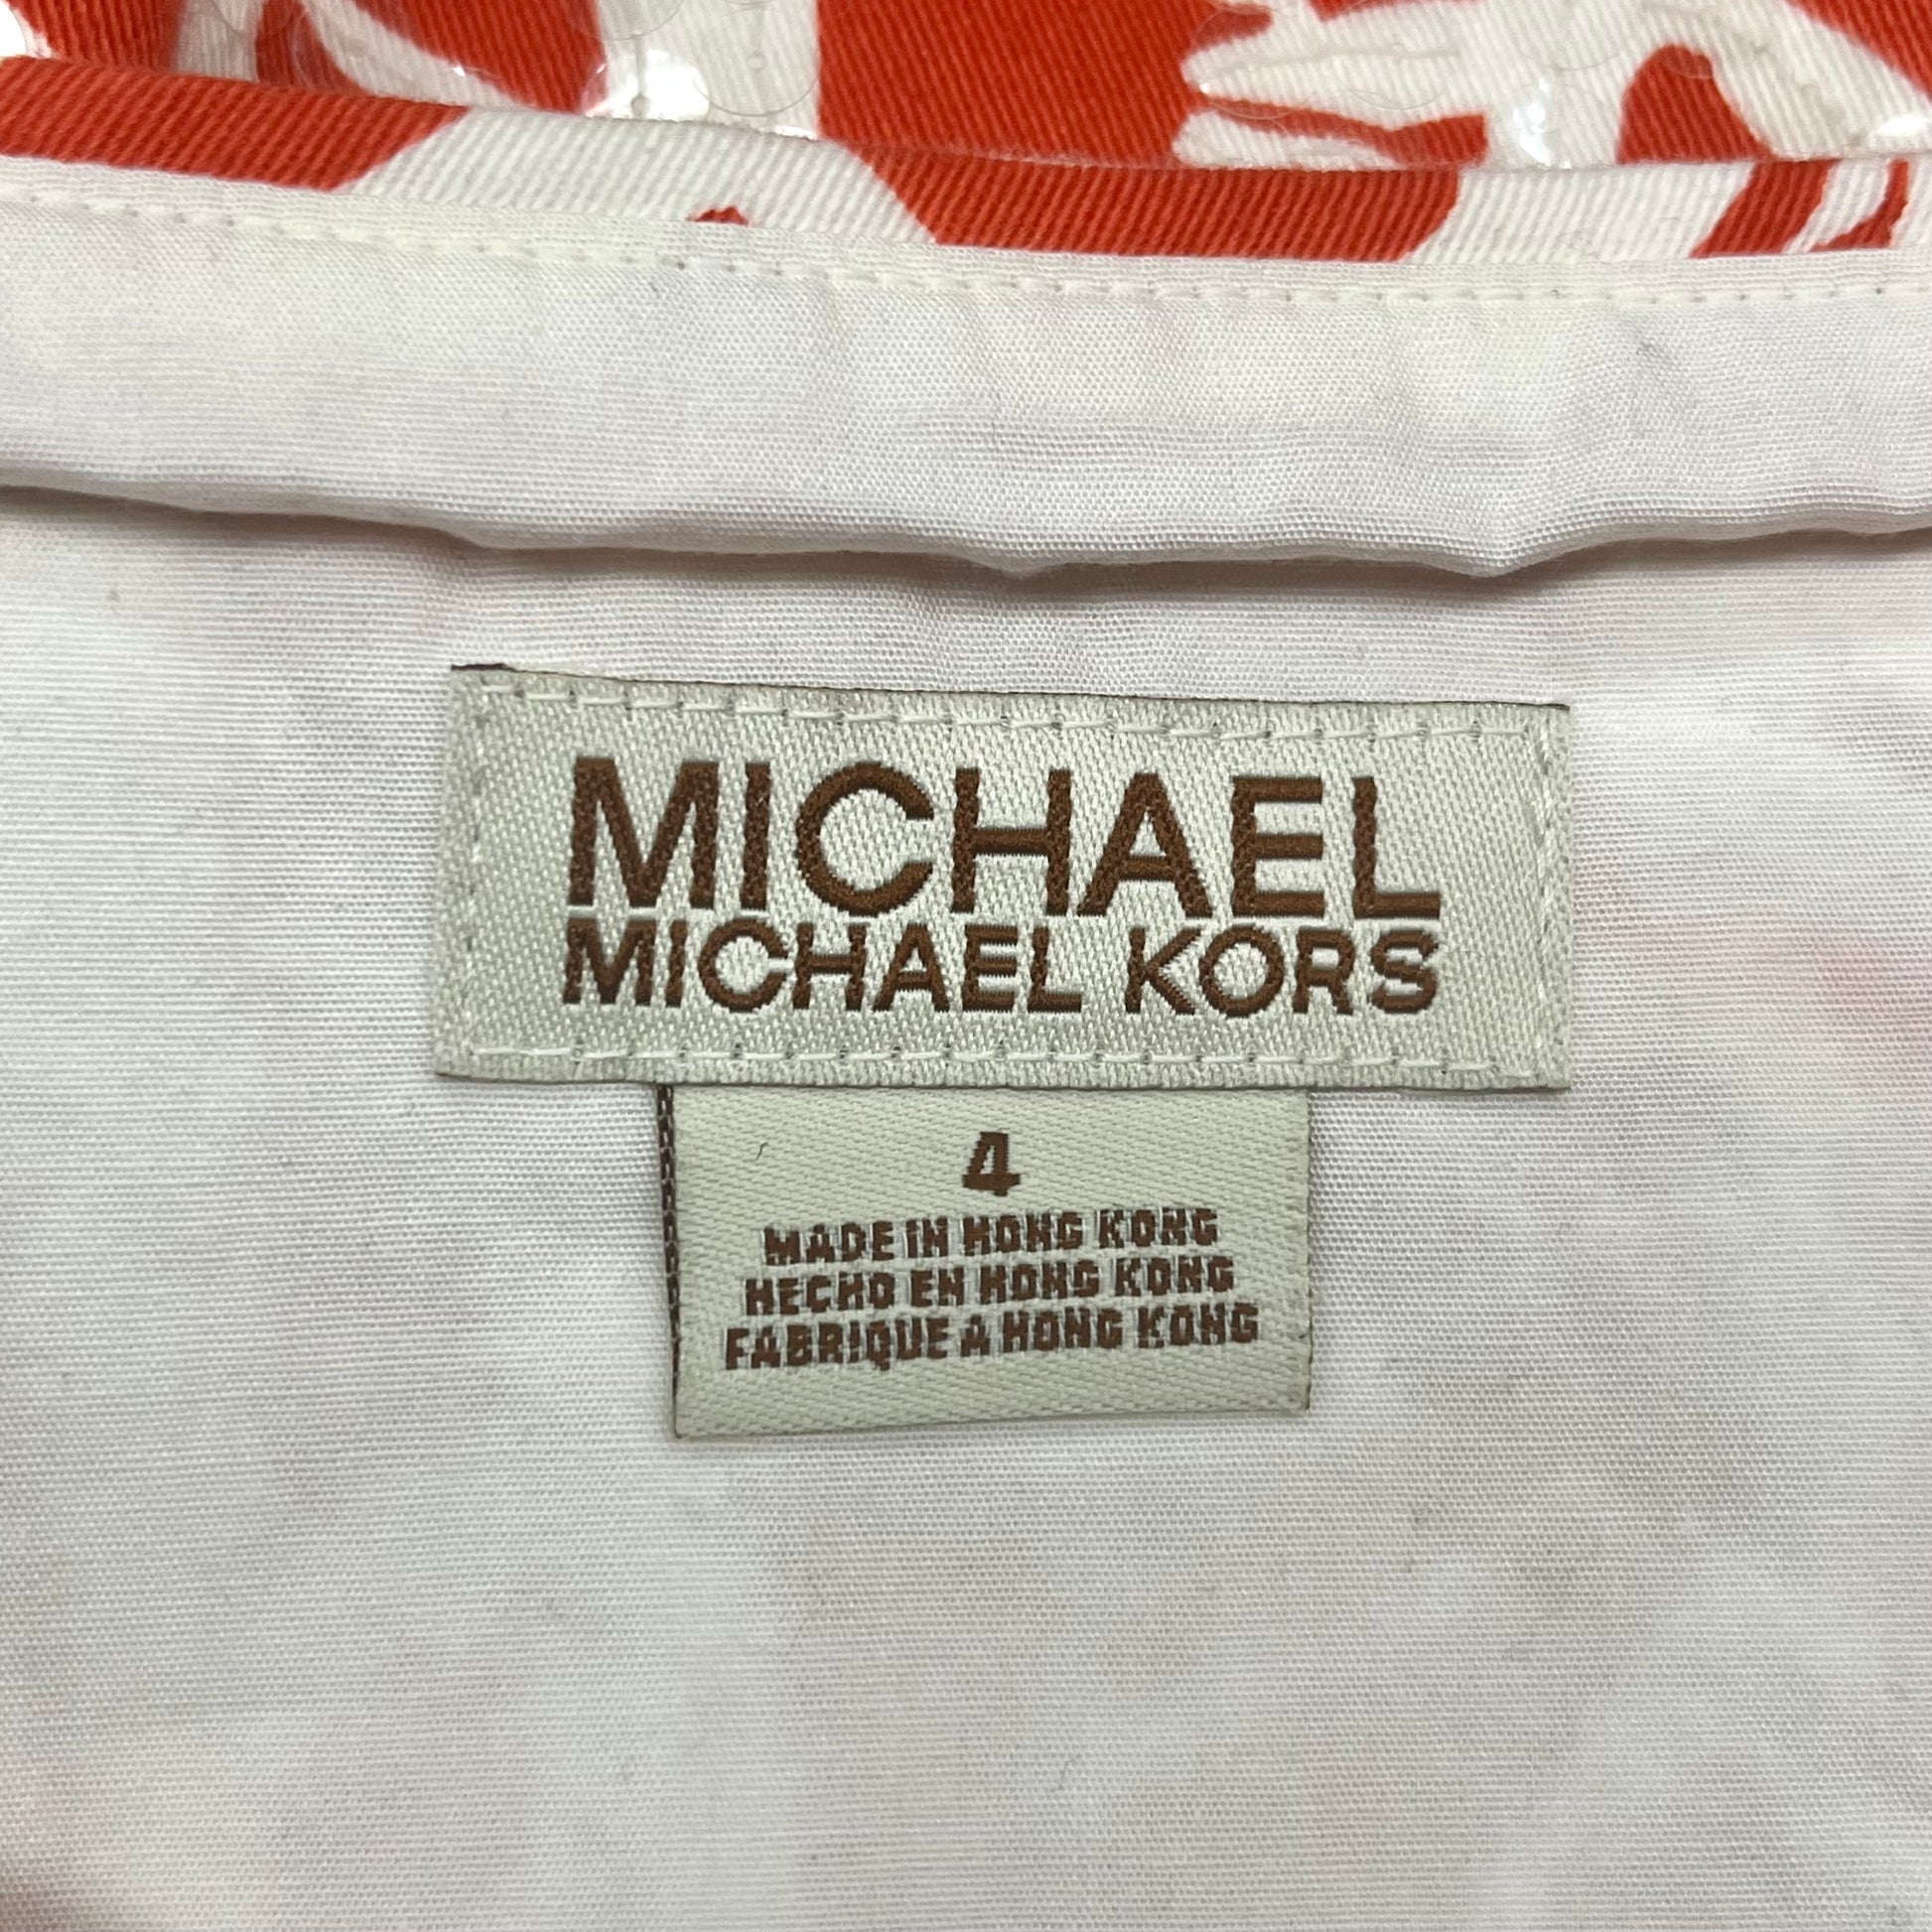 MICHAEL
MICHAEL KORS
4
MADE IN HONG KONG
HECHO EN HONG KONG
FABRIQUE A HONG KONG